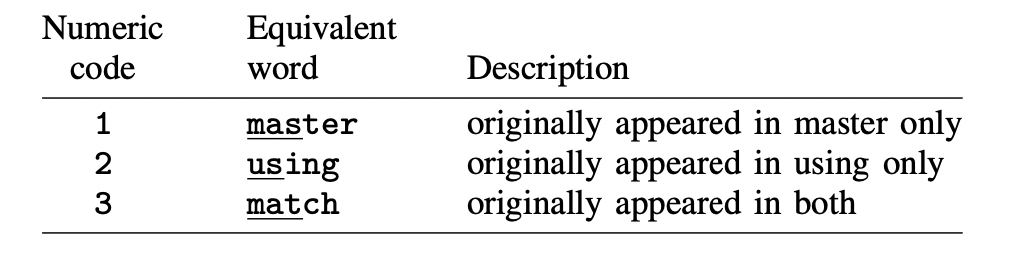 Numeric Equivalent
code word Description
1 master originally appeared in master only
2 using originally appeared in using only
3 match originally appeared in both